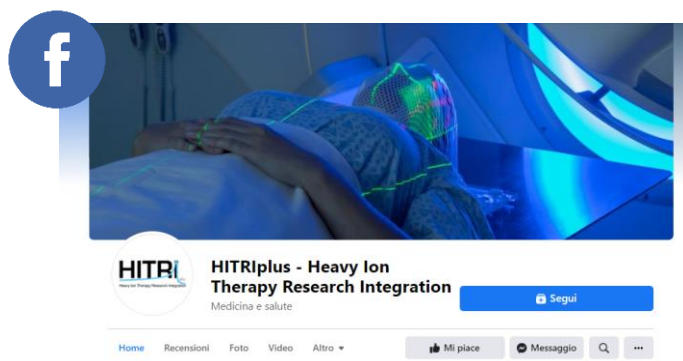 f
HITRI
Heavy Ion Therapy Research Integration
HITRIplus - Heavy Ion
Therapy Research Integration
Medicina e salute
Segui
Home Recensioni Foto Video Altro
Mi piace Messaggio